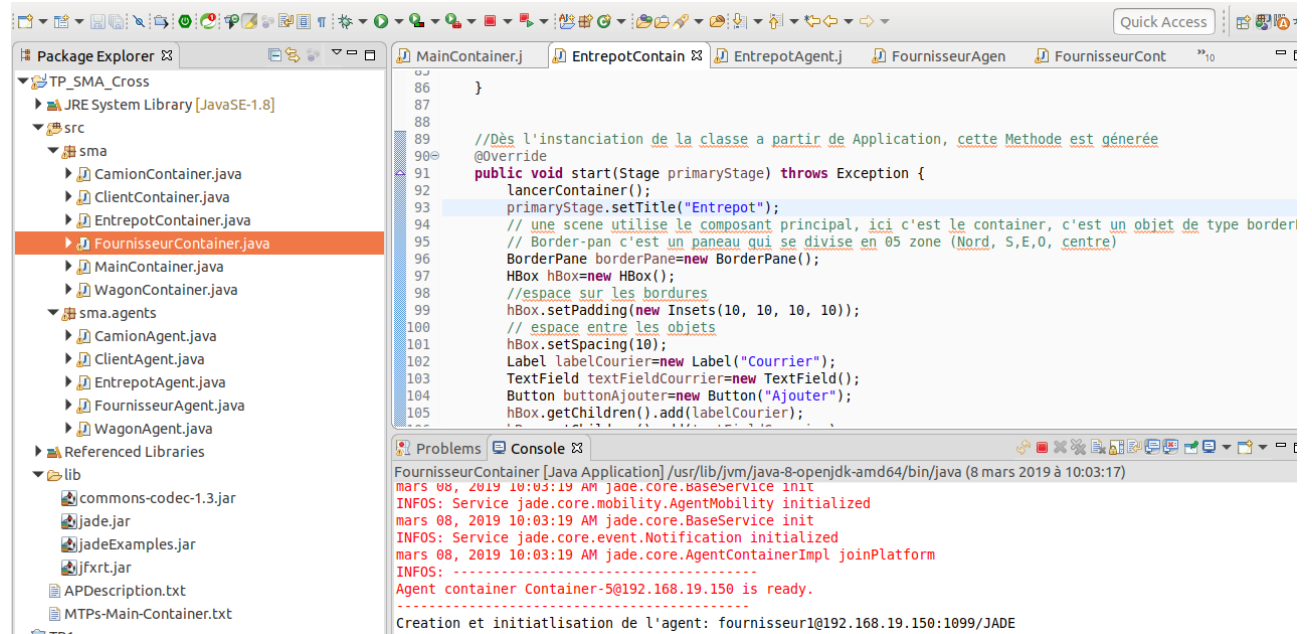 Quick Access
Package Explorer
TP_SMA_Cross
JRE System Library [JavaSE-1.8]
src
sma
CamionContainer.java
ClientContainer.java
EntrepotContainer.java
FournisseurContainer.java
MainContainer.java
WagonContainer.java
sma.agents
CamionAgent.java
ClientAgent.java
EntrepotAgent.java
FournisseurAgent.java
WagonAgent.java
Referenced Libraries
lib
commons-codec-1.3.jar
jade.jar
jadeExamples.jar
jfxrt.jar
APDescription.txt
MTPs-Main-Container.txt
MainContainer.j EntrepotContain EntrepotAgent.j FournisseurAgen FournisseurCont »10
85
86 }
87
88
89 //Dès l'instanciation de la classe a partir de Application, cette Methode est génerée
90 @Override
91 public void start(Stage primaryStage) throws Exception {
92 lancerContainer();
93 primaryStage.setTitle("Entrepot");
94 // une scene utilise le composant principal, ici c'est le container, c'est un objet de type border
95 // Border-pan c'est un paneau qui se divise en 05 zone (Nord, S,E,O, centre)
96 BorderPane borderPane=new BorderPane();
97 HBox hBox=new HBox();
98 //espace sur les bordures
99 hBox.setPadding(new Insets(10, 10, 10, 10));
100 // espace entre les objets
101 hBox.setSpacing(10);
102 Label labelCourier=new Label("Courrier");
103 TextField textFieldCourrier=new TextField();
104 Button buttonAjouter=new Button("Ajouter");
105 hBox.getChildren().add(labelCourier);
Problems Console
FournisseurContainer [Java Application] /usr/lib/jvm/java-8-openjdk-amd64/bin/java (8 mars 2019 à 10:03:17)
mars 08, 2019 10:03:19 AM jade.core.BaseService init
INFOS: Service jade.core.mobility.AgentMobility initialized
mars 08, 2019 10:03:19 AM jade.core.BaseService init
INFOS: Service jade.core.event.Notification initialized
mars 08, 2019 10:03:19 AM jade.core.AgentContainerImpl joinPlatform
INFOS: --------------------------------------
Agent container Container-5@192.168.19.150 is ready.
--------------------------------------------
Creation et initiatlisation de l'agent: fournisseur1@192.168.19.150:1099/JADE